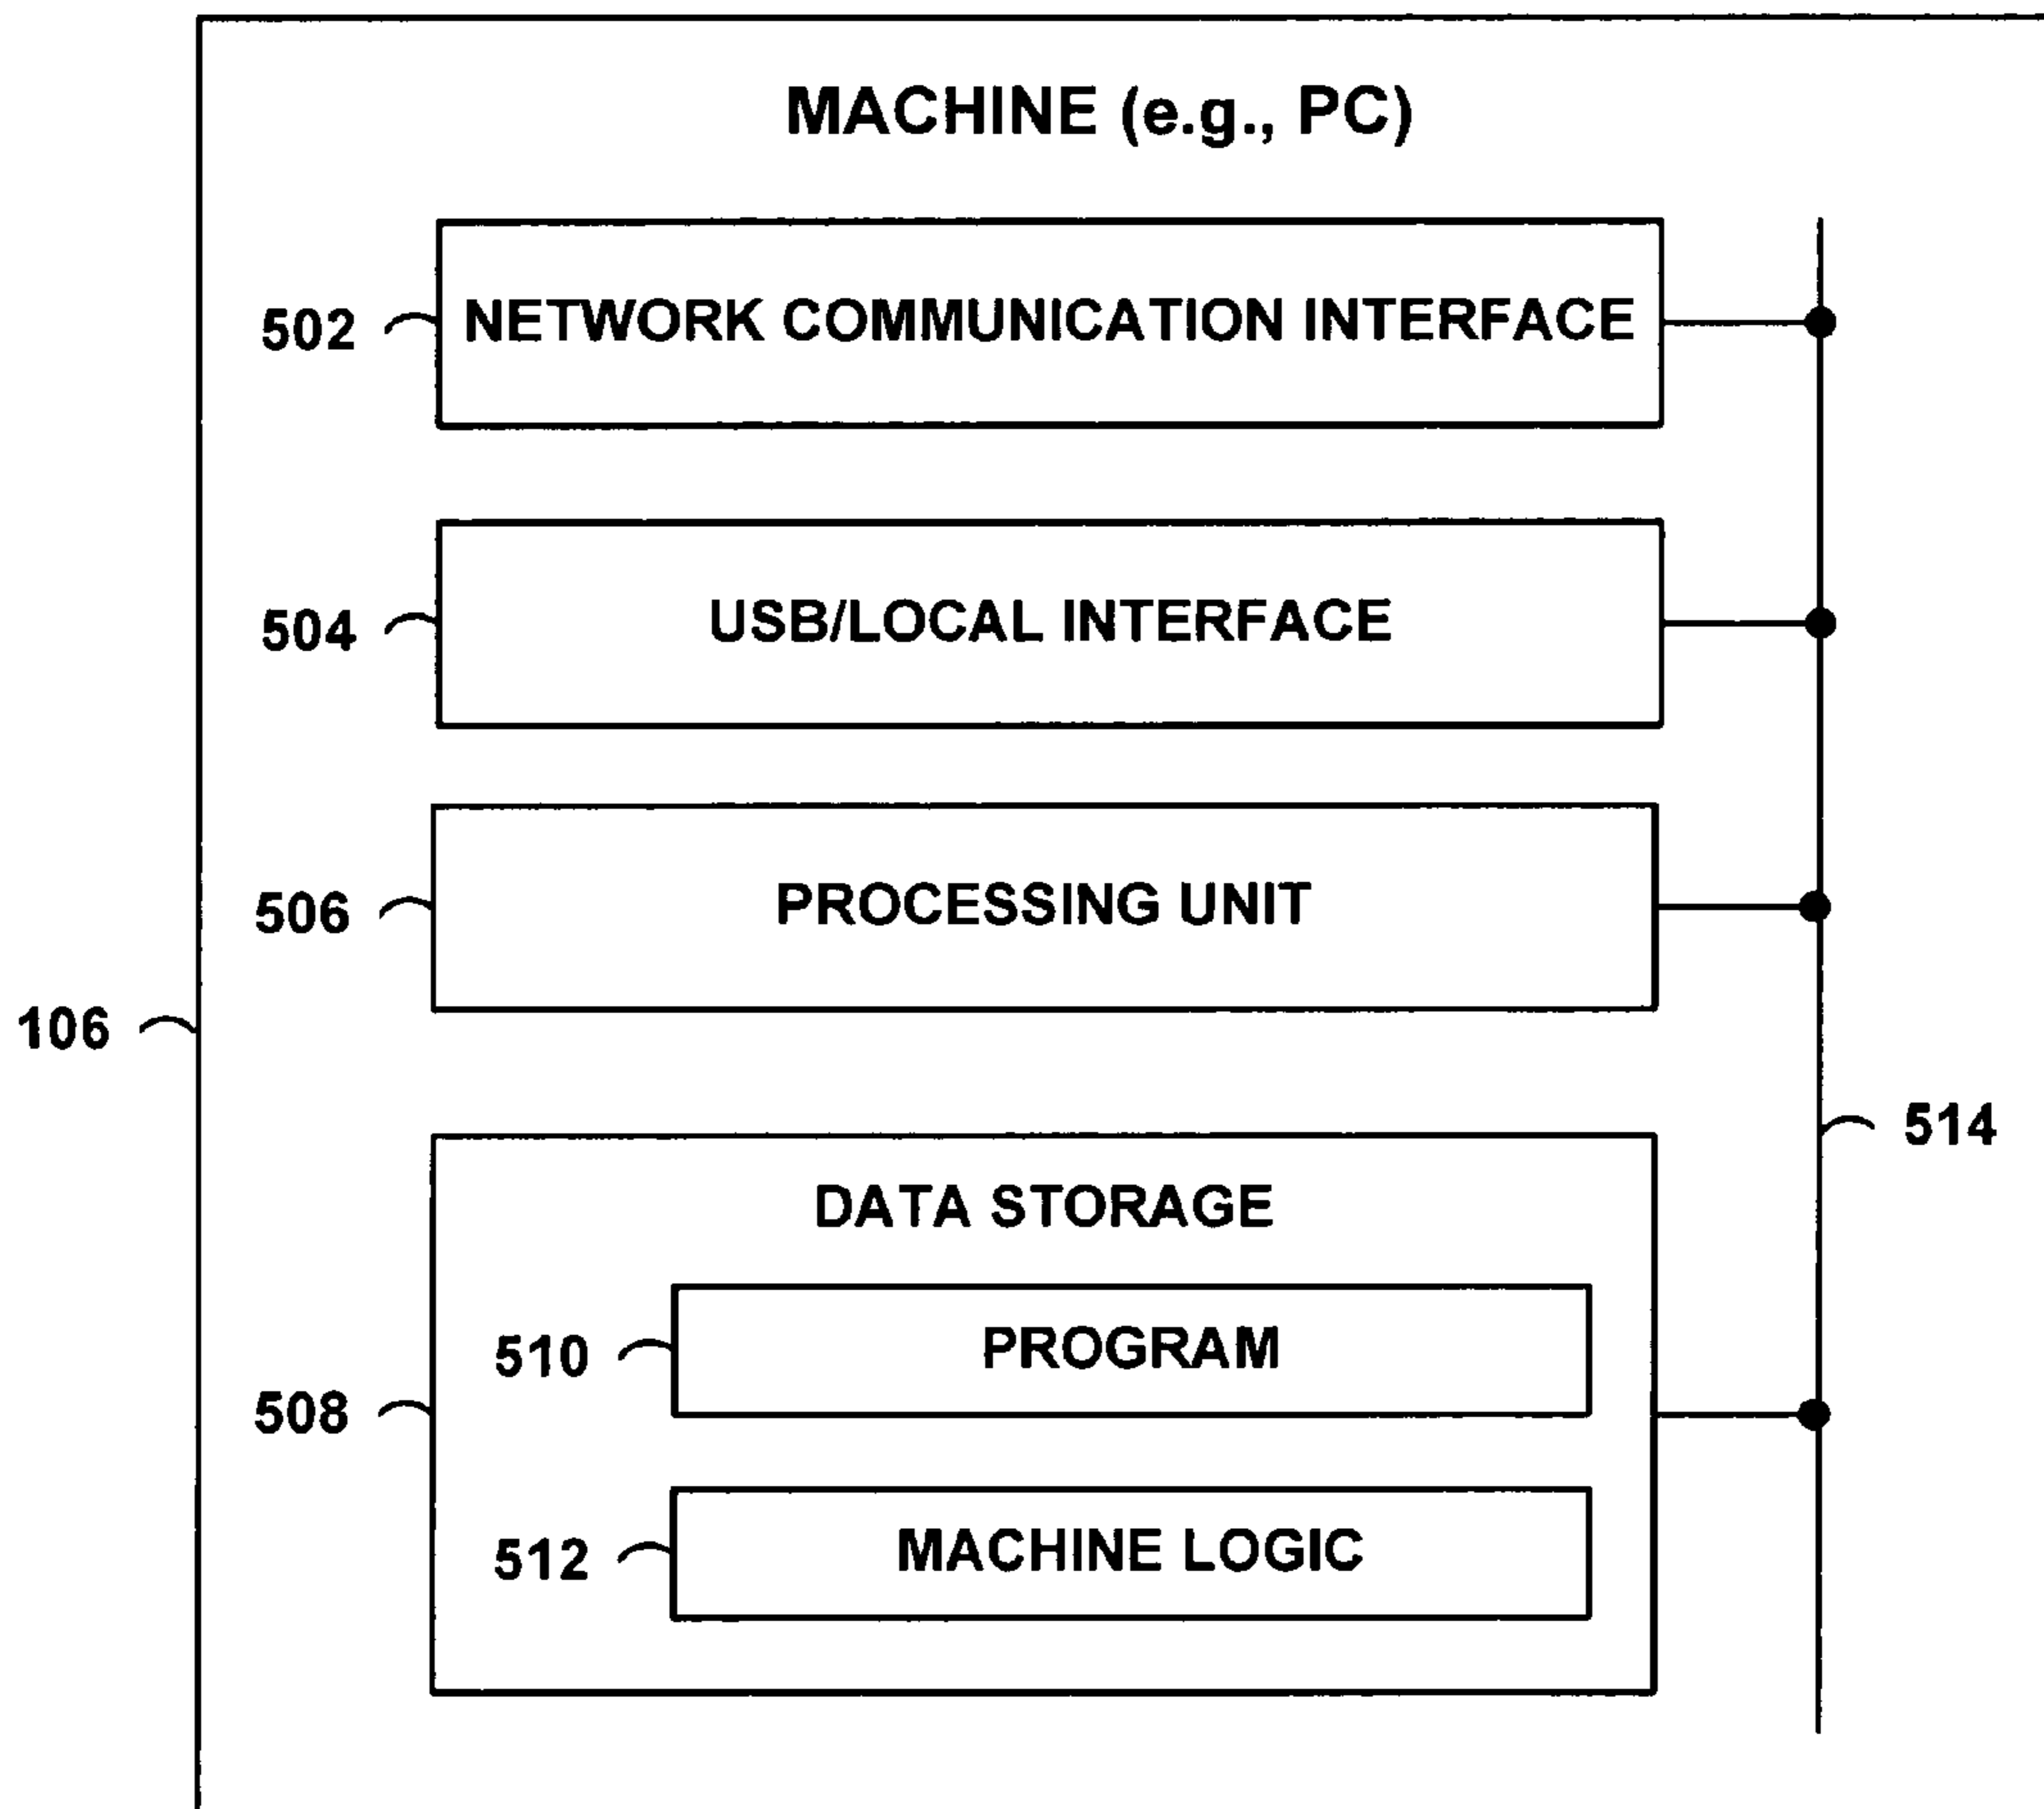 MACHINE (e.g., PC)
502
NETWORK COMMUNICATION INTERFACE
504
USB/LOCAL INTERFACE
506
PROCESSING UNIT
106
514
DATA STORAGE
510
PROGRAM
508
512
MACHINE LOGIC